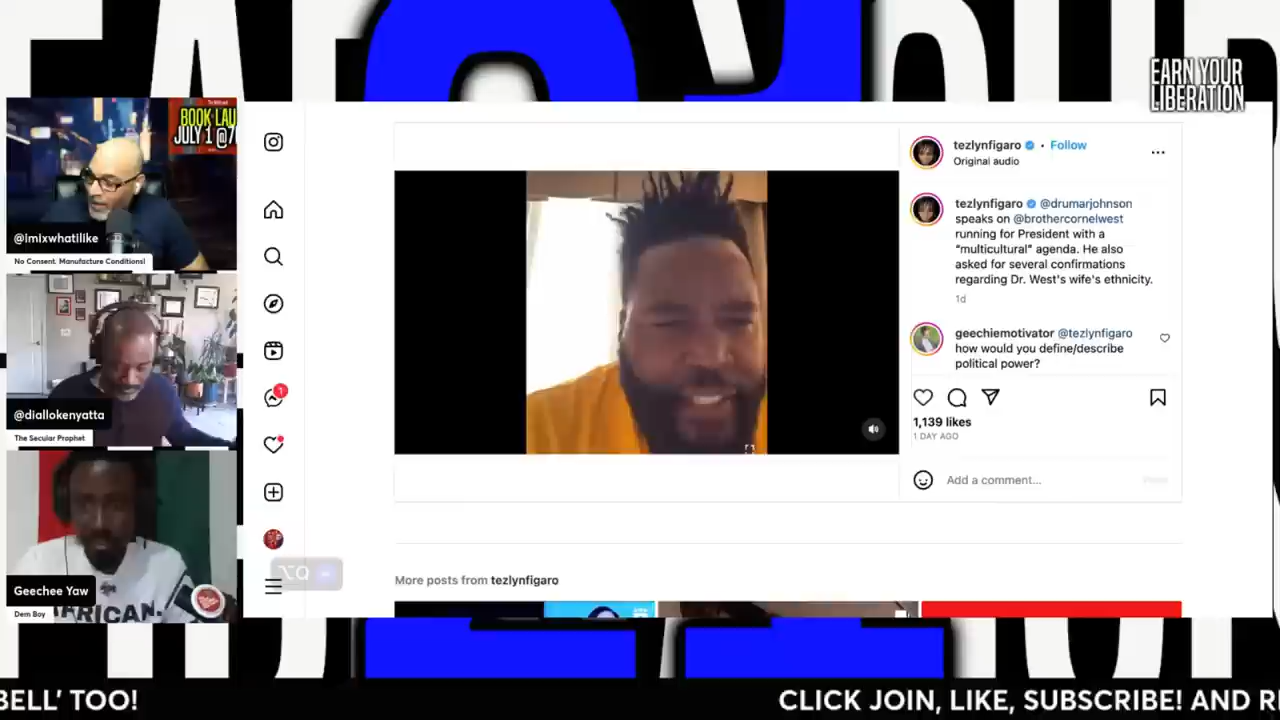 EARN YOUR
LIBERATION
BOOK LAU
JULY 1 @7
@imixwhatilike
No Consent. Manufacture Conditions!
@diallokenyatta
The Secular Prophet
AFRICAN.
Geechee Yaw
Dem Boy
1
⌥Q
tezlynfigaro • Follow
Original audio
tezlynfigaro @drumarjohnson
speaks on @brothercornelwest
running for President with a
“multicultural” agenda. He also
asked for several confirmations
regarding Dr. West's wife's ethnicity.
1d
geechiemotivator @tezlynfigaro
how would you define/describe
political power?
1,139 likes
1 DAY AGO
Add a comment...
Post
More posts from tezlynfigaro
BELL’ TOO!
CLICK JOIN, LIKE, SUBSCRIBE! AND R